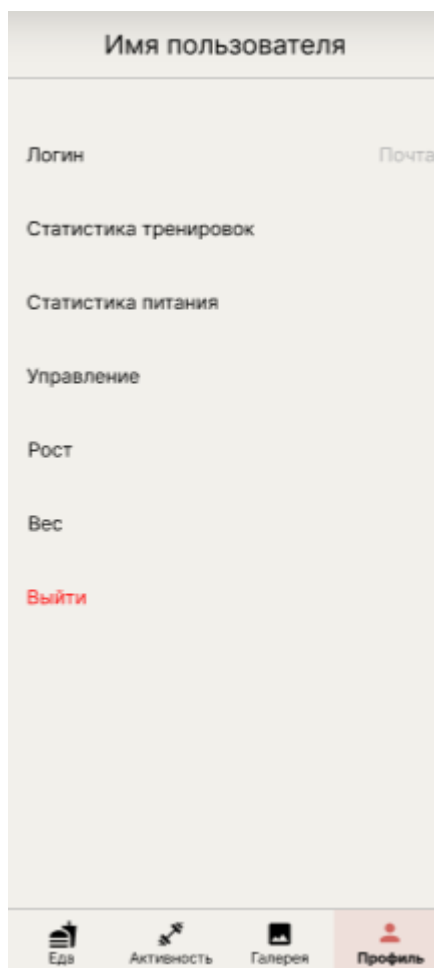 Имя пользователя
Логин Почта
Статистика тренировок
Статистика питания
Управление
Рост
Вес
Выйти
Еда Активность Галерея Профиль